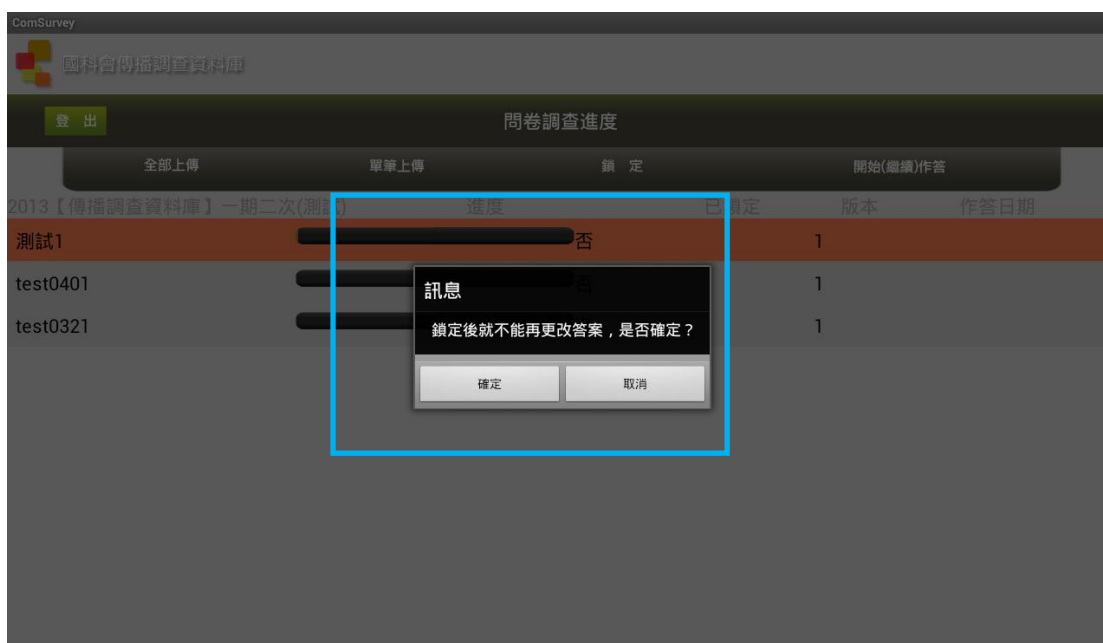 ComSurvey
國科會傳播調查資料庫
登 出 問卷調查進度
全部上傳 單筆上傳 鎖 定 開始(繼續)作答
2013【傳播調查資料庫】一期二次(測試) 進度 已鎖定 版本 作答日期
測試1 否 1
test0401 否 1
test0321 1
訊息
鎖定後就不能再更改答案，是否確定？
確定 取消